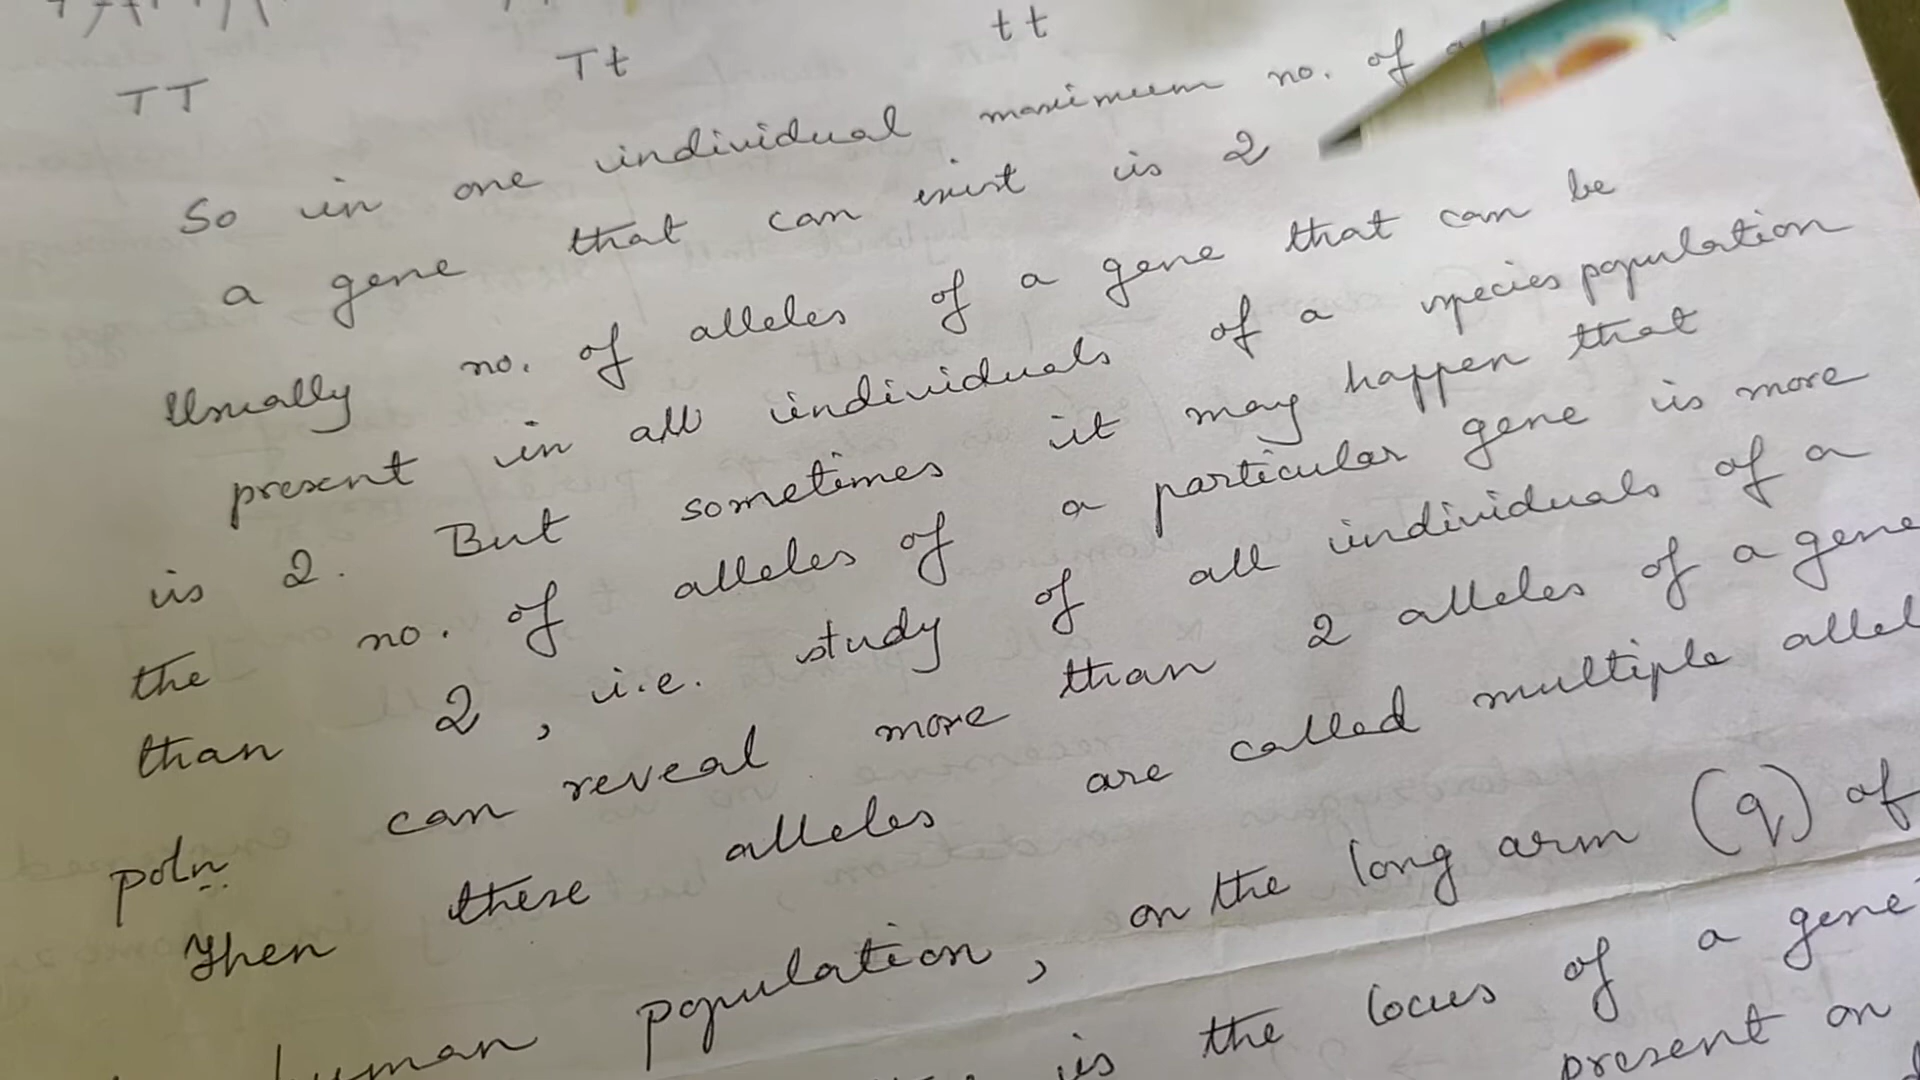 TT Tt tt
So in one individual maximum no. of
a gene that can exist is 2
Usually no. of alleles of a gene that can be
present in all individuals of a species population
is 2. But sometimes it may happen that
the no. of alleles of a particular gene is more
than 2, i.e. study of all individuals of a
poln can reveal more than 2 alleles of a gene
Then these alleles are called multiple allel
human population, on the long arm (q) of
is the locus of a gene
present on